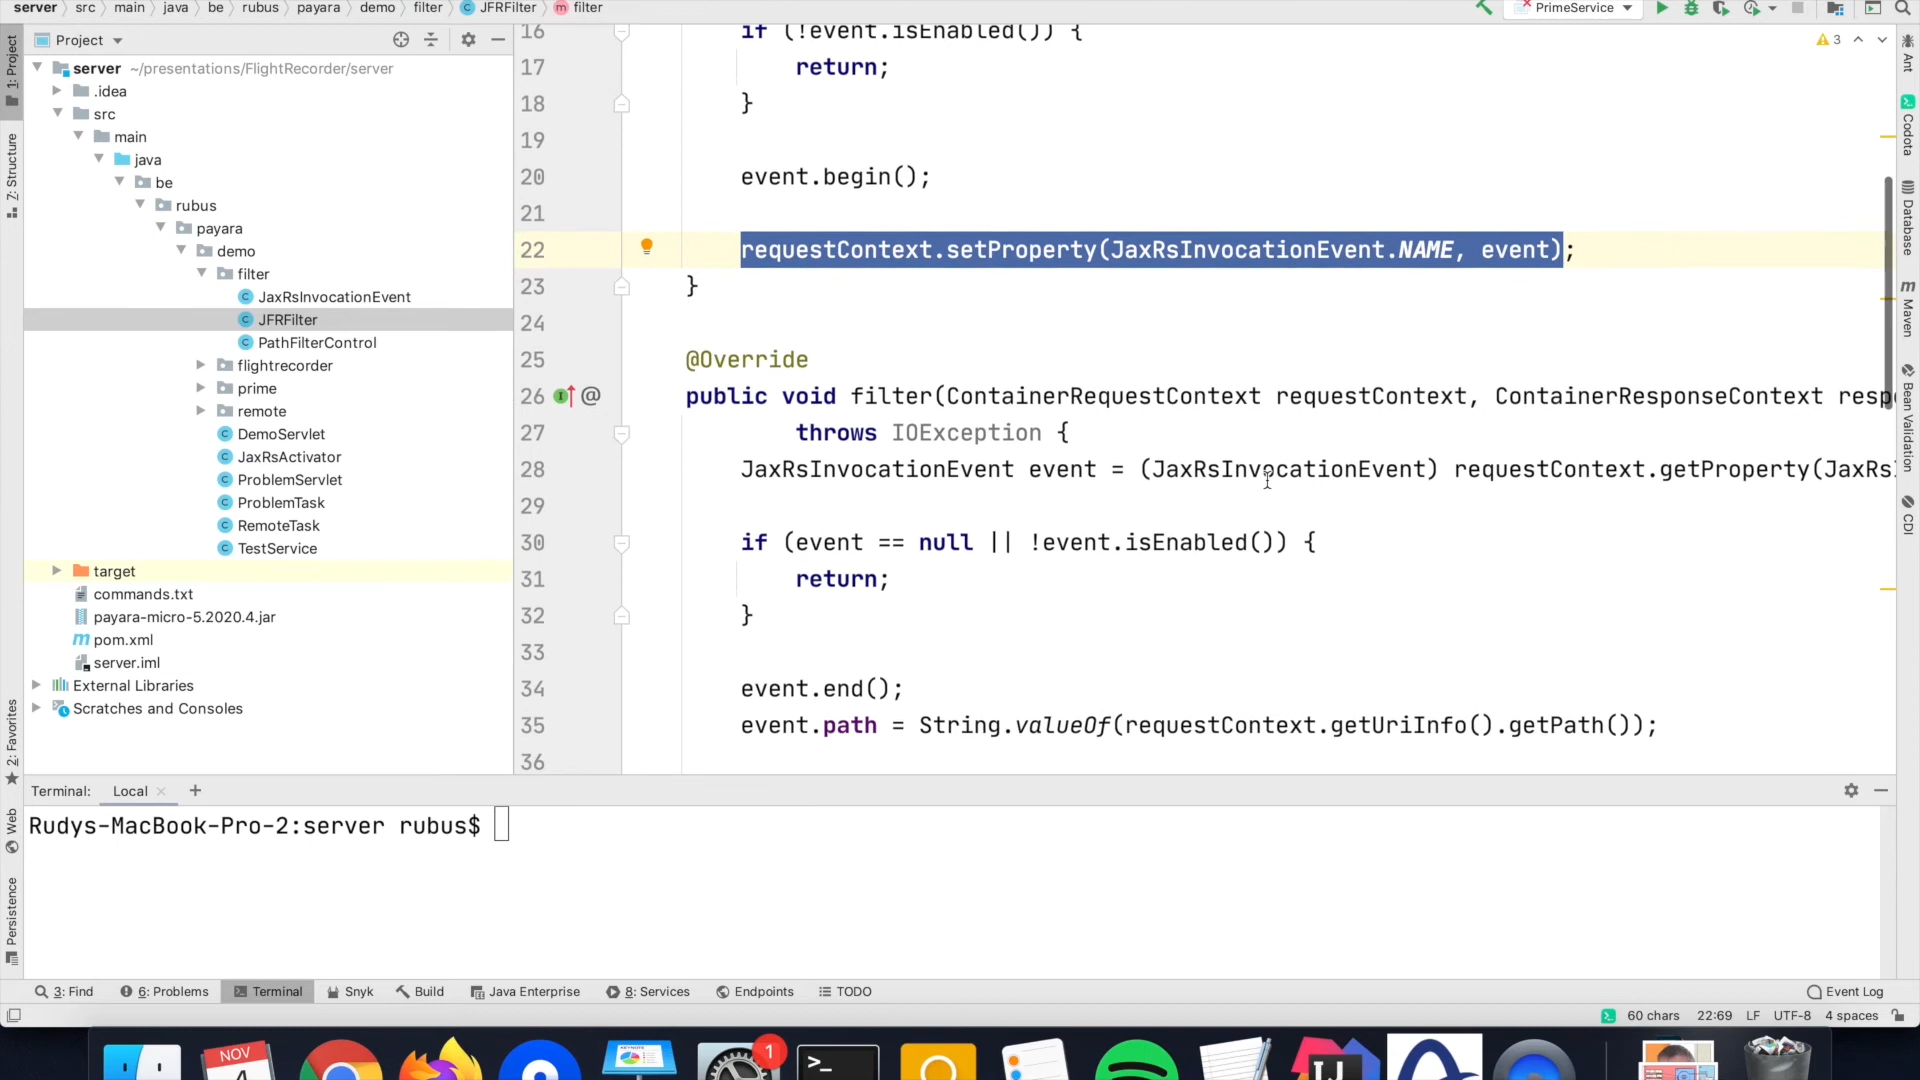 server src main java be rubus payara demo filter JFRFilter filter
PrimeService
Project
server ~/presentations/FlightRecorder/server
.idea
src
main
java
be
rubus
payara
demo
filter
JaxRsInvocationEvent
JFRFilter
PathFilterControl
flightrecorder
prime
remote
DemoServlet
JaxRsActivator
ProblemServlet
ProblemTask
RemoteTask
TestService
target
commands.txt
payara-micro-5.2020.4.jar
pom.xml
server.iml
External Libraries
Scratches and Consoles
1: Project
Z: Structure
2: Favorites
Web
Persistence
16 if (!event.isEnabled()) {
17 return;
18 }
19
20 event.begin();
21
22 requestContext.setProperty(JaxRsInvocationEvent.NAME, event);
23 }
24
25 @Override
26 public void filter(ContainerRequestContext requestContext, ContainerResponseContext resp
27 throws IOException {
28 JaxRsInvocationEvent event = (JaxRsInvocationEvent) requestContext.getProperty(JaxRs
29
30 if (event == null || !event.isEnabled()) {
31 return;
32 }
33
34 event.end();
35 event.path = String.valueOf(requestContext.getUriInfo().getPath());
36
3
Ant
Codota
Database
Maven
Bean Validation
CDI
Terminal: Local
Rudys-MacBook-Pro-2:server rubus$
3: Find 6: Problems Terminal Snyk Build Java Enterprise 8: Services Endpoints TODO Event Log
60 chars 22:69 LF UTF-8 4 spaces
NOV
1